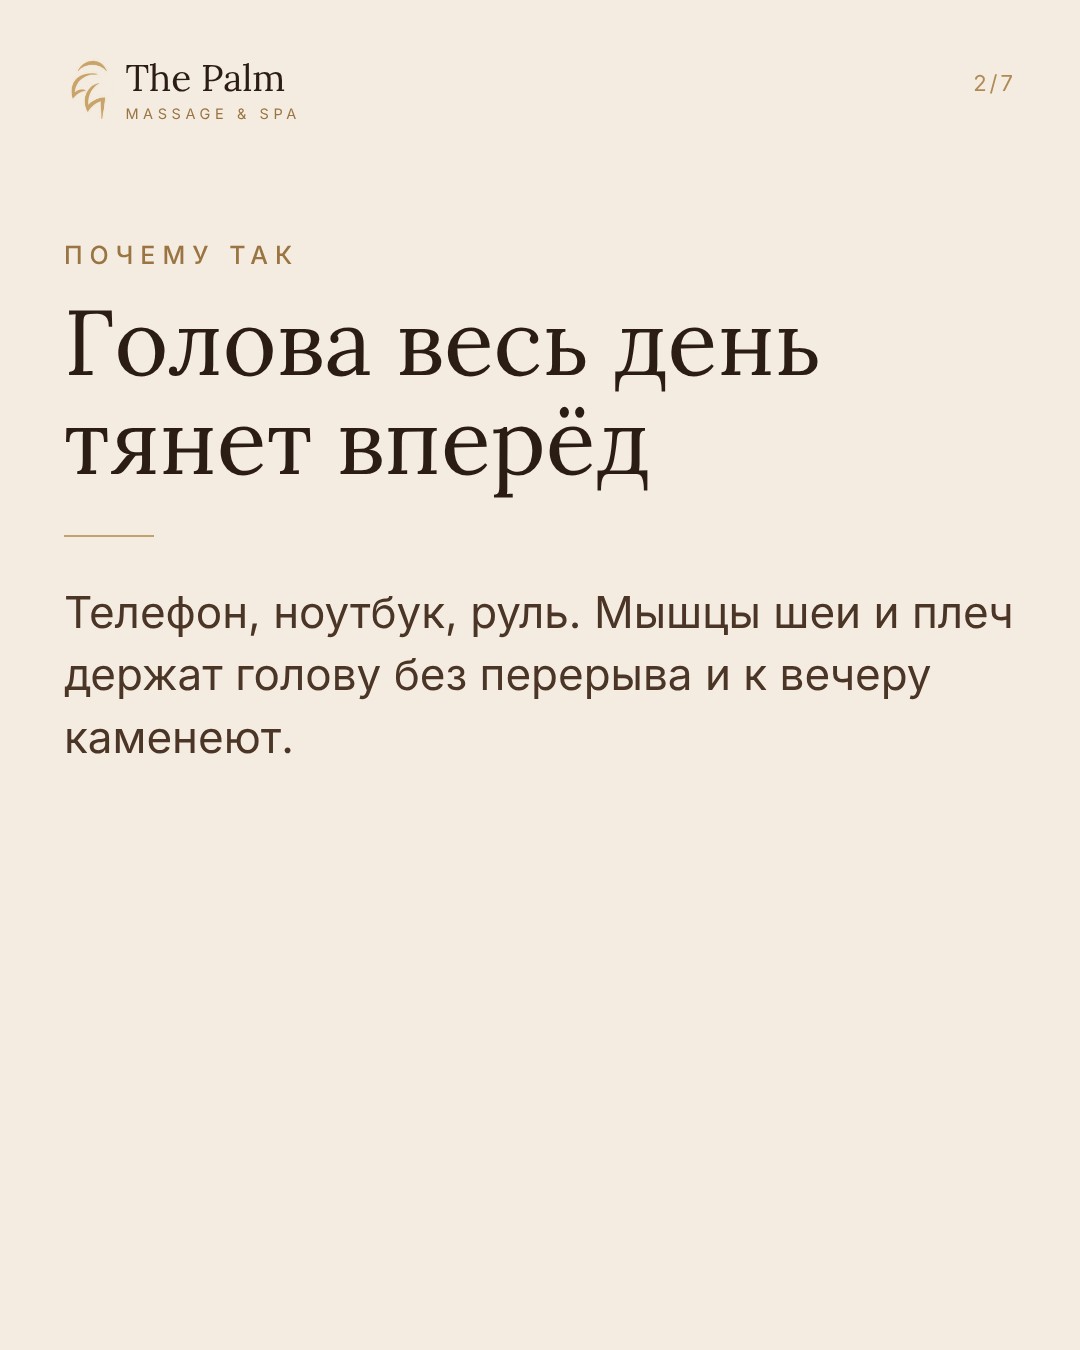 The Palm
MASSAGE & SPA
2/7
ПОЧЕМУ ТАК
Голова весь день
тянет вперёд
Телефон, ноутбук, руль. Мышцы шеи и плеч
держат голову без перерыва и к вечеру
каменеют.